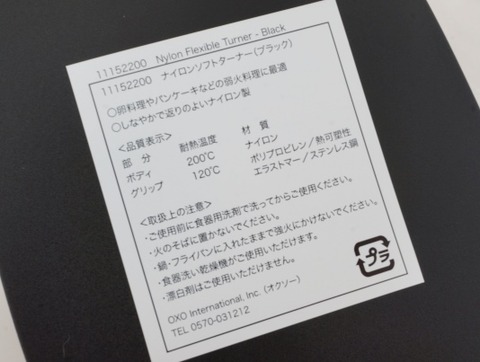 11152200 Nylon Flexible Turner - Black
11152200 ナイロンソフトターナー(ブラック)
○卵料理やパンケーキなどの弱火料理に最適
○しなやかで返りのよいナイロン製
<品質表示>
部 分 耐熱温度 材 質
ボディ 200℃ ナイロン
グリップ 120℃ ポリプロピレン/熱可塑性
エラストマー/ステンレス鋼
<取扱上の注意>
・ご使用前に食器用洗剤で洗ってからご使用ください。
・火のそばに置かないでください。
・鍋・フライパンに入れたままで強火にかけないでください。
・食器洗い乾燥機がご使用いただけます。
・漂白剤はご使用いただけません。
OXO International, Inc. (オクソー)
TEL 0570-031212
プラ